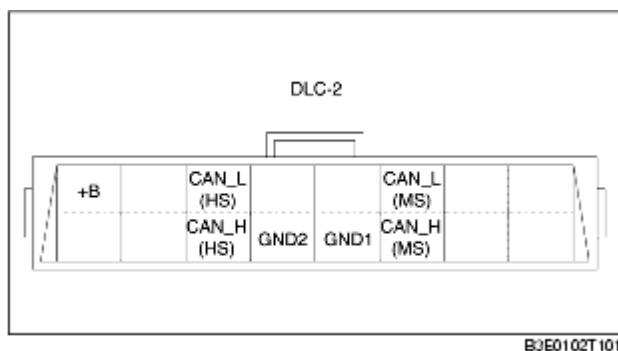 DLC-2
+B
CAN_L
(HS)
CAN_L
(MS)
CAN_H
(HS)
GND2
GND1
CAN_H
(MS)
B3E0102T101